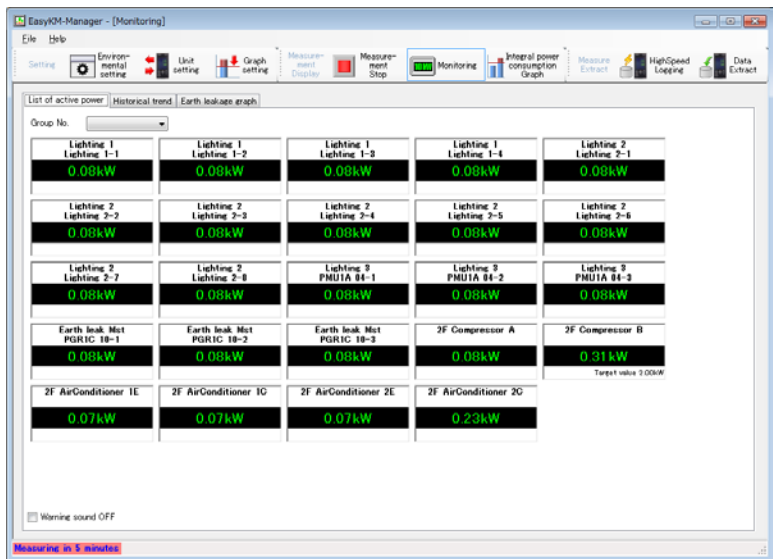 EasyKM-Manager - [Monitoring]
File Help
Setting
Environ-
mental
setting
Unit
setting
Graph
setting
Measure-
ment
Display
Measure-
ment
Stop
Monitoring
Integral power
consumption
Graph
Measure
Extract
HighSpeed
Logging
Data
Extract
List of active power Historical trend Earth leakage graph
Group No.
Lighting 1 Lighting 1 Lighting 1 Lighting 1 Lighting 2
Lighting 1-1 Lighting 1-2 Lighting 1-3 Lighting 1-4 Lighting 2-1
0.08kW 0.08kW 0.08kW 0.08kW 0.08kW
Lighting 2 Lighting 2 Lighting 2 Lighting 2 Lighting 2
Lighting 2-2 Lighting 2-3 Lighting 2-4 Lighting 2-5 Lighting 2-6
0.08kW 0.08kW 0.08kW 0.08kW 0.08kW
Lighting 2 Lighting 2 Lighting 3 Lighting 3 Lighting 3
Lighting 2-7 Lighting 2-8 PMU1A 04-1 PMU1A 04-2 PMU1A 04-3
0.08kW 0.08kW 0.08kW 0.08kW 0.08kW
Earth leak Mst Earth leak Mst Earth leak Mst 2F Compressor A 2F Compressor B
PGR1C 10-1 PGR1C 10-2 PGR1C 10-3
0.08kW 0.08kW 0.08kW 0.08kW 0.31kW
Target value 2.00kW
2F AirConditioner 1E 2F AirConditioner 1C 2F AirConditioner 2E 2F AirConditioner 2C
0.07kW 0.07kW 0.07kW 0.23kW
Warning sound OFF
Measuring in 5 minutes